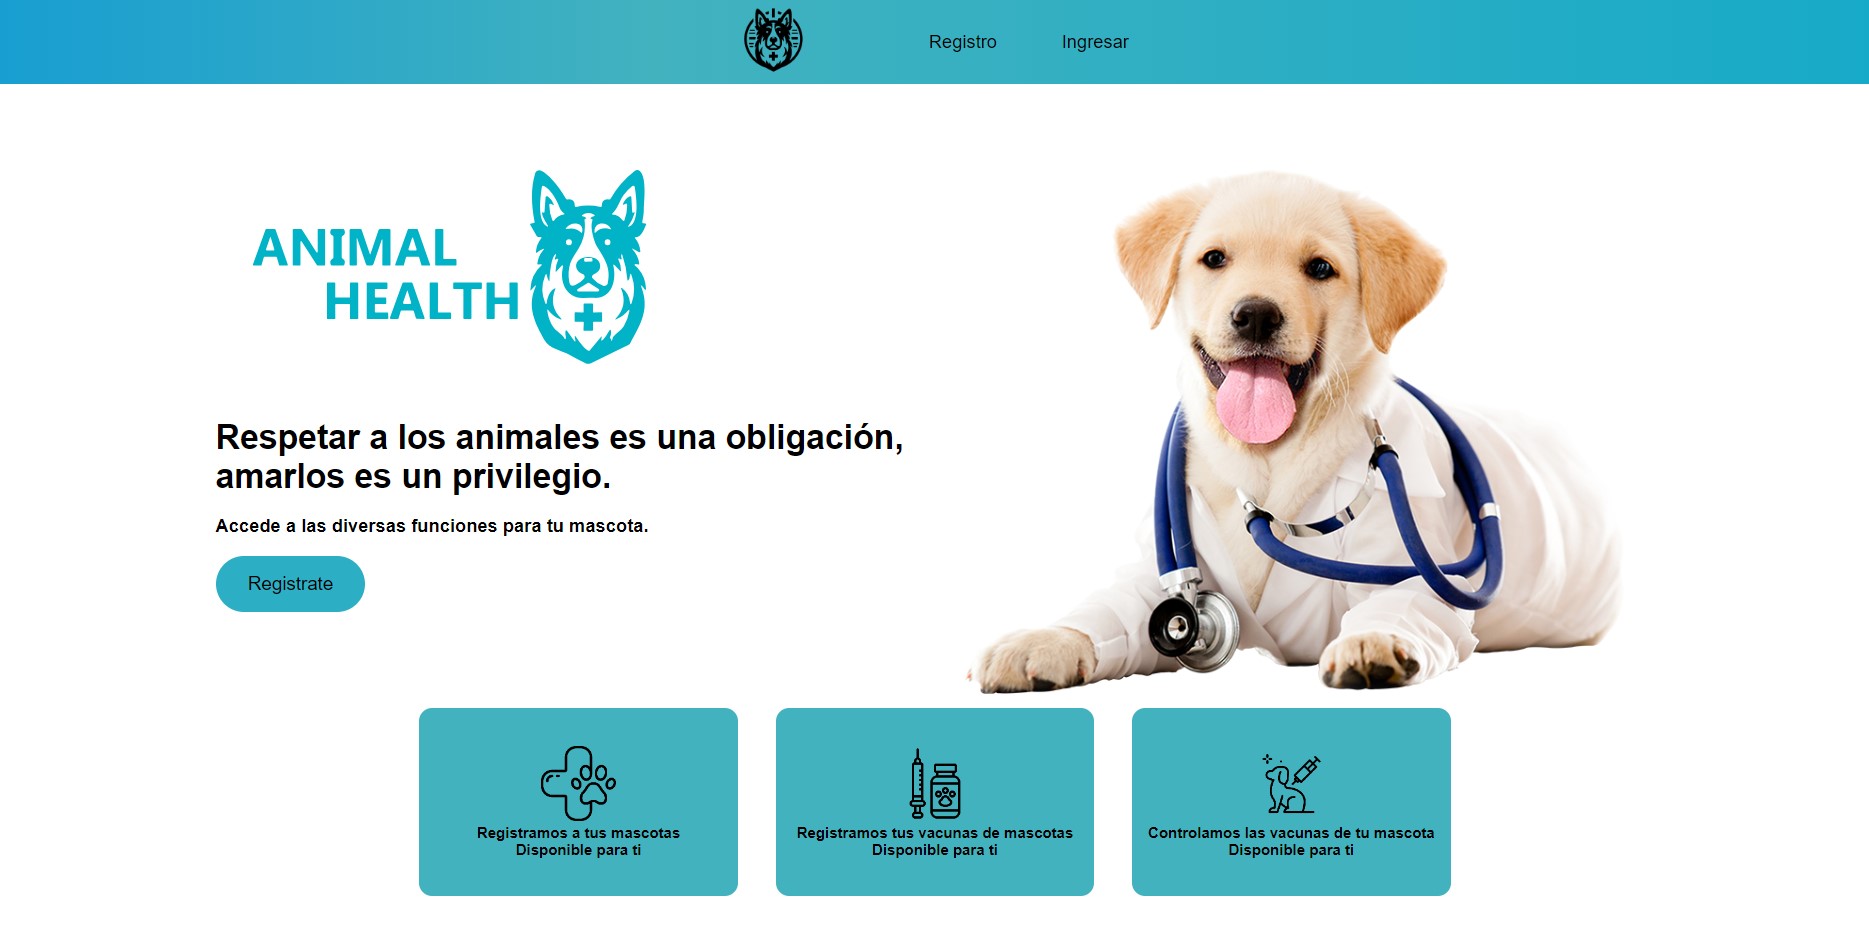 Registro Ingresar
ANIMAL
HEALTH
Respetar a los animales es una obligación,
amarlos es un privilegio.
Accede a las diversas funciones para tu mascota.
Registrate
Registramos a tus mascotas
Disponible para ti
Registramos tus vacunas de mascotas
Disponible para ti
Controlamos las vacunas de tu mascota
Disponible para ti